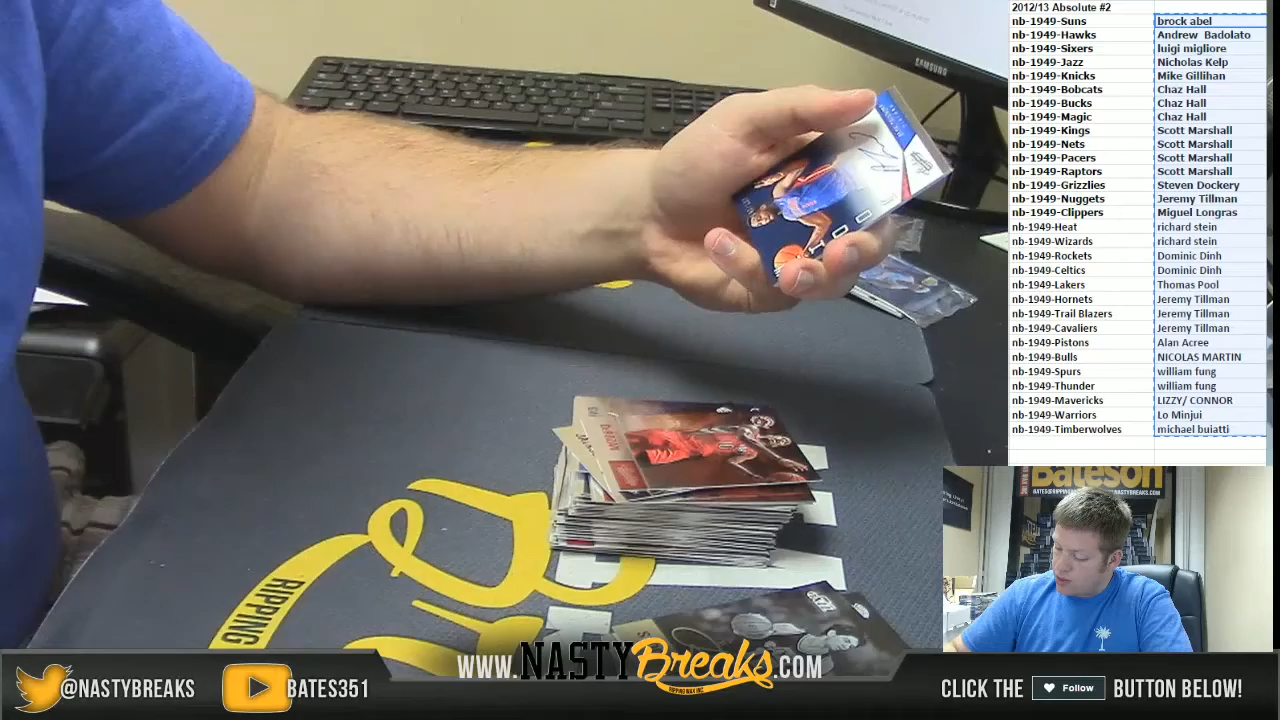 2012/13 Absolute #2
nb-1949-Suns brock abel
nb-1949-Hawks Andrew Badolato
nb-1949-Sixers luigi migliore
nb-1949-Jazz Nicholas Kelp
nb-1949-Knicks Mike Gillihan
nb-1949-Bobcats Chaz Hall
nb-1949-Bucks Chaz Hall
nb-1949-Magic Chaz Hall
nb-1949-Kings Scott Marshall
nb-1949-Nets Scott Marshall
nb-1949-Pacers Scott Marshall
nb-1949-Raptors Scott Marshall
nb-1949-Grizzlies Steven Dockery
nb-1949-Nuggets Jeremy Tillman
nb-1949-Clippers Miguel Longras
nb-1949-Heat richard stein
nb-1949-Wizards richard stein
nb-1949-Rockets Dominic Dinh
nb-1949-Celtics Dominic Dinh
nb-1949-Lakers Thomas Pool
nb-1949-Hornets Jeremy Tillman
nb-1949-Trail Blazers Jeremy Tillman
nb-1949-Cavaliers Jeremy Tillman
nb-1949-Pistons Alan Acree
nb-1949-Bulls NICOLAS MARTIN
nb-1949-Spurs william fung
nb-1949-Thunder william fung
nb-1949-Mavericks LIZZY/ CONNOR
nb-1949-Warriors Lo Minjui
nb-1949-Timberwolves michael buiatti
SAMSUNG
DeROZAN
RIPPING
Bateson
@NASTYBREAKS
BATES351
WWW.NASTYBreaks.COM
RIPPING WAX INC
CLICK THE Follow BUTTON BELOW!